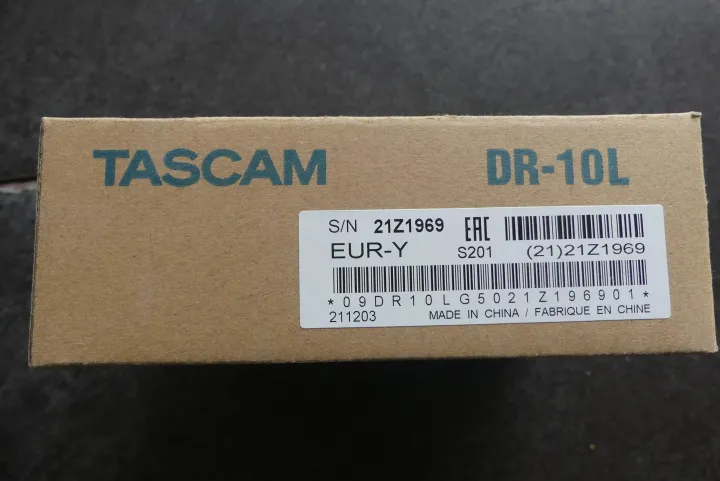 TASCAM DR-10L
S/N 21Z1969 EAC
EUR-Y S201 (21)21Z1969
*09DR10LG5021Z196901*
211203 MADE IN CHINA / FABRIQUE EN CHINE